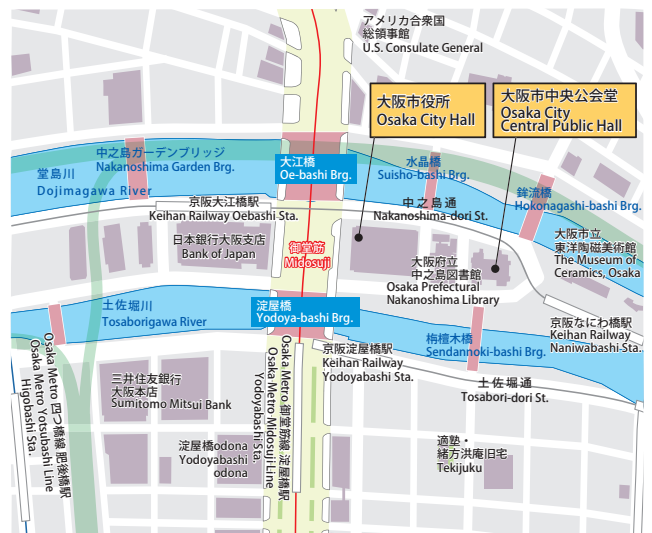 アメリカ合衆国
総領事館
U.S. Consulate General
大阪市役所
Osaka City Hall
大阪市中央公会堂
Osaka City
Central Public Hall
中之島ガーデンブリッジ
Nakanoshima Garden Brg.
堂島川
Dojimagawa River
大江橋
Oe-bashi Brg.
水晶橋
Suisho-bashi Brg.
鉾流橋
Hokonagashi-bashi Brg.
京阪大江橋駅
Keihan Railway Oebashi Sta.
中之島通
Nakanoshima-dori St.
日本銀行大阪支店
Bank of Japan
御堂筋
Midosuji
大阪府立
中之島図書館
Osaka Prefectural
Nakanoshima Library
大阪市立
東洋陶磁美術館
The Museum of
Ceramics, Osaka
土佐堀川
Tosaborigawa River
淀屋橋
Yodoya-bashi Brg.
京阪なにわ橋駅
Keihan Railway
Naniwabashi Sta.
栴檀木橋
Sendannoki-bashi Brg.
京阪淀屋橋駅
Keihan Railway
Yodoyabashi Sta.
土佐堀通
Tosabori-dori St.
Osaka Metro 四つ橋線 肥後橋駅
Osaka Metro Yotsubashi Line
Higobashi Sta.
三井住友銀行
大阪本店
Sumitomo Mitsui Bank
Osaka Metro 御堂筋線 淀屋橋駅
Osaka Metro Midosuji Line
Yodoyabashi Sta.
淀屋橋odona
Yodoyabashi
odona
適塾・
緒方洪庵旧宅
Tekijuku